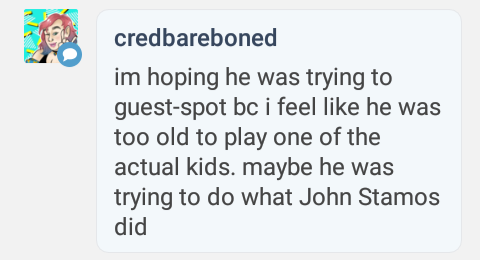 credbareboned
im hoping he was trying to
guest-spot bc i feel like he was
too old to play one of the
actual kids. maybe he was
trying to do what John Stamos
did